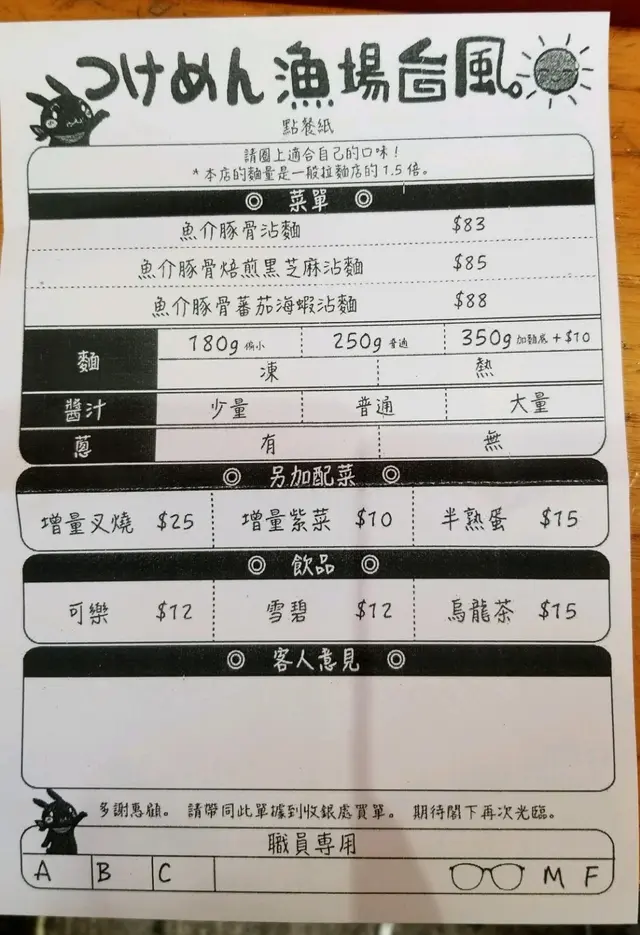 つけめん 漁場台風。
點餐紙
請圈上適合自己的口味！
*本店的麵量是一般拉麵店的1.5倍。
◎ 菜單 ◎
魚介豚骨沾麵 $83
魚介豚骨焙煎黑芝麻沾麵 $85
魚介豚骨蕃茄海蝦沾麵 $88
麵 180g 偏小 250g 普通 350g 加麵底 +$10
凍 熱
醬汁 少量 普通 大量
蔥 有 無
◎ 另加配菜 ◎
增量叉燒 $25 增量紫菜 $10 半熟蛋 $15
◎ 飲品 ◎
可樂 $12 雪碧 $12 烏龍茶 $15
◎ 客人意見 ◎
多謝惠顧。 請帶同此單據到收銀處買單。 期待閣下再次光臨。
職員專用
A B C M F